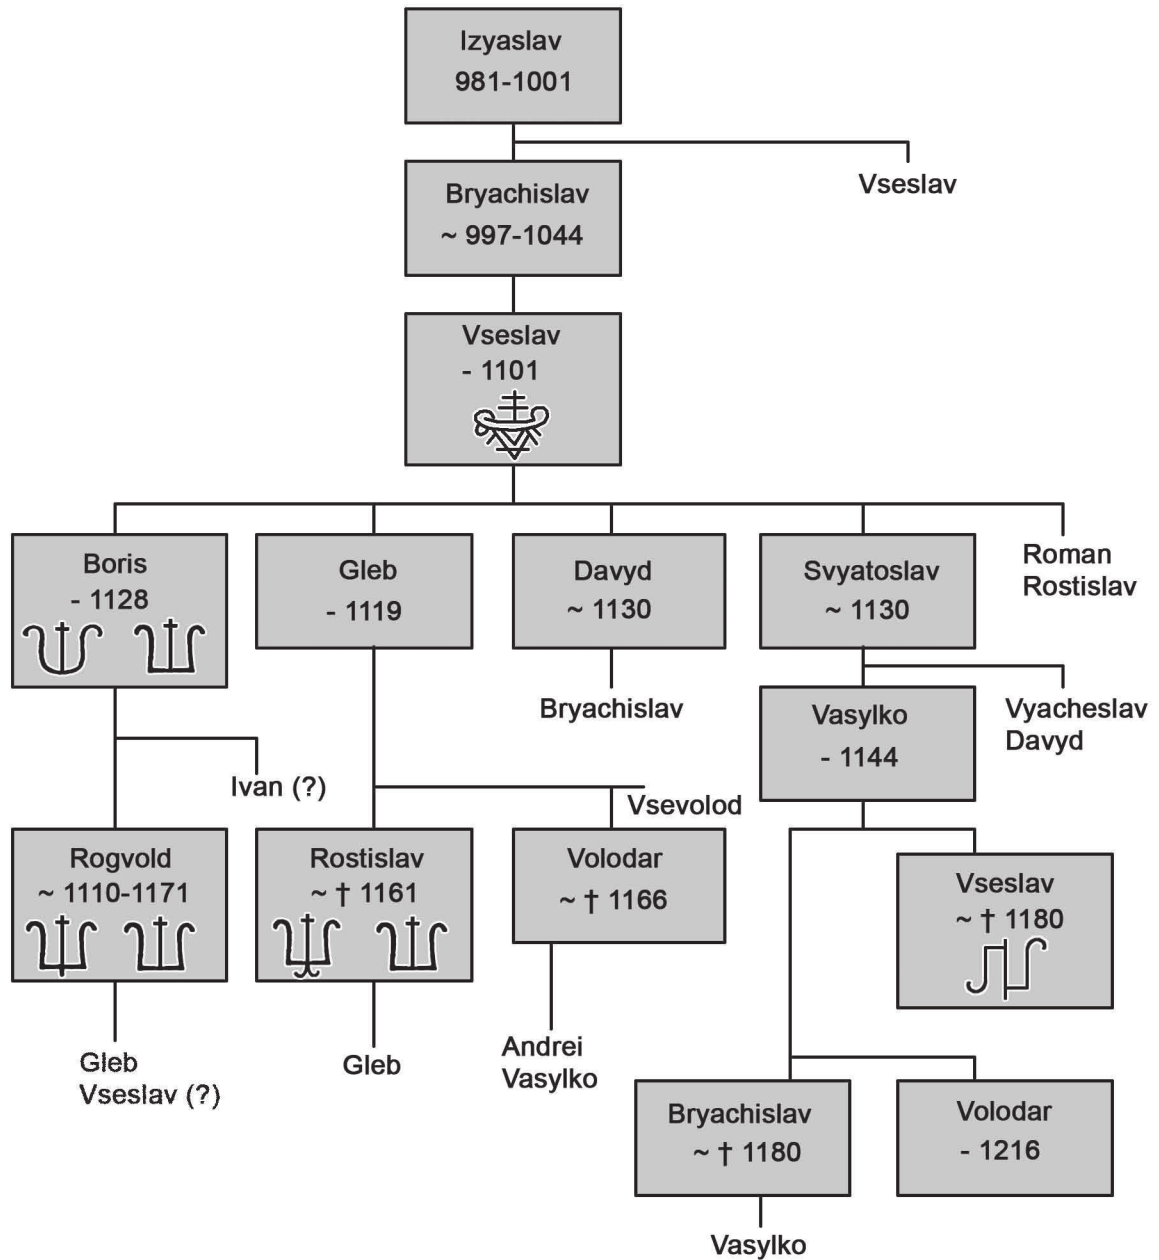 Izyaslav
981-1001
Vseslav
Bryachislav
~ 997-1044
Vseslav
- 1101
Boris
- 1128
Gleb
- 1119
Davyd
~ 1130
Svyatoslav
~ 1130
Roman
Rostislav
Bryachislav
Vasylko
- 1144
Vyacheslav
Davyd
Ivan (?)
Vsevolod
Rogvold
~ 1110-1171
Rostislav
~ † 1161
Volodar
~ † 1166
Vseslav
~ † 1180
Gleb
Vseslav (?)
Gleb
Andrei
Vasylko
Bryachislav
~ † 1180
Volodar
- 1216
Vasylko